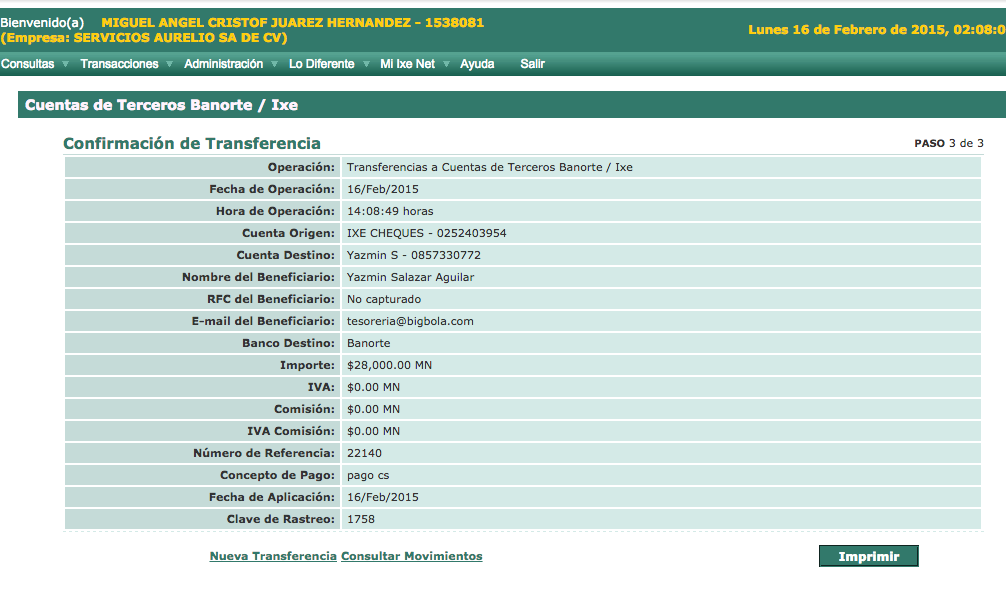 Bienvenido(a) MIGUEL ANGEL CRISTOF JUAREZ HERNANDEZ - 1538081
(Empresa: SERVICIOS AURELIO SA DE CV)
Lunes 16 de Febrero de 2015, 02:08:0
Consultas Transacciones Administración Lo Diferente Mi Ixe Net Ayuda Salir
Cuentas de Terceros Banorte / Ixe
Confirmación de Transferencia PASO 3 de 3
Operación: Transferencias a Cuentas de Terceros Banorte / Ixe
Fecha de Operación: 16/Feb/2015
Hora de Operación: 14:08:49 horas
Cuenta Origen: IXE CHEQUES - 0252403954
Cuenta Destino: Yazmin S - 0857330772
Nombre del Beneficiario: Yazmin Salazar Aguilar
RFC del Beneficiario: No capturado
E-mail del Beneficiario: tesoreria@bigbola.com
Banco Destino: Banorte
Importe: $28,000.00 MN
IVA: $0.00 MN
Comisión: $0.00 MN
IVA Comisión: $0.00 MN
Número de Referencia: 22140
Concepto de Pago: pago cs
Fecha de Aplicación: 16/Feb/2015
Clave de Rastreo: 1758
Nueva Transferencia Consultar Movimientos Imprimir